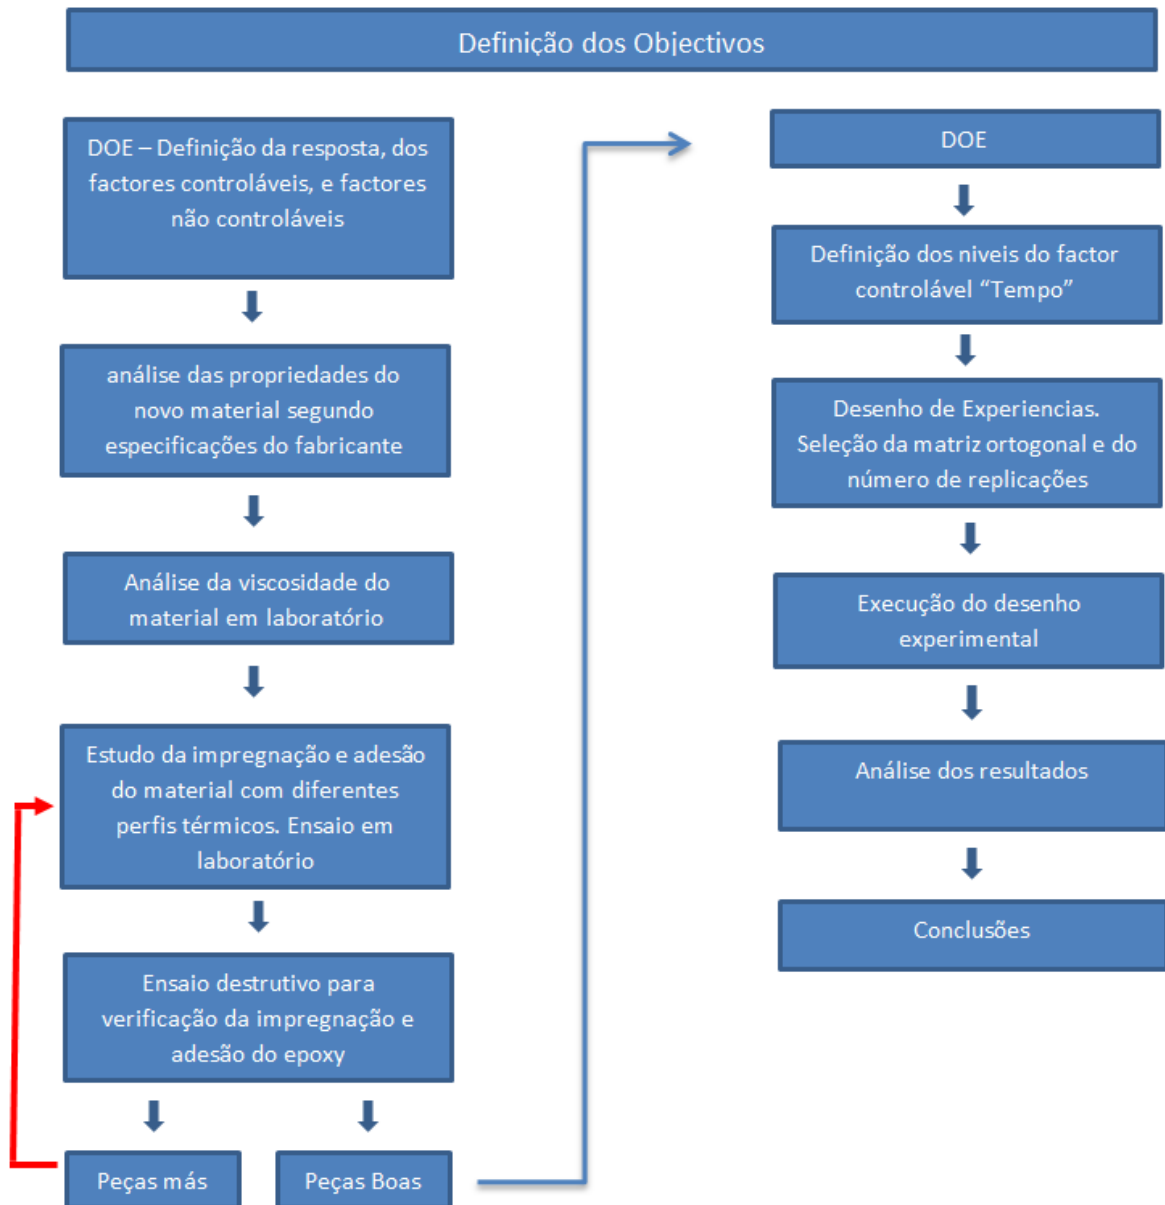 Definição dos Objectivos
DOE – Definição da resposta, dos
factores controláveis, e factores
não controláveis
análise das propriedades do
novo material segundo
especificações do fabricante
Análise da viscosidade do
material em laboratório
Estudo da impregnação e adesão
do material com diferentes
perfis térmicos. Ensaio em
laboratório
Ensaio destrutivo para
verificação da impregnação e
adesão do epoxy
Peças más
Peças Boas
DOE
Definição dos niveis do factor
controlável “Tempo”
Desenho de Experiencias.
Seleção da matriz ortogonal e do
número de replicações
Execução do desenho
experimental
Análise dos resultados
Conclusões